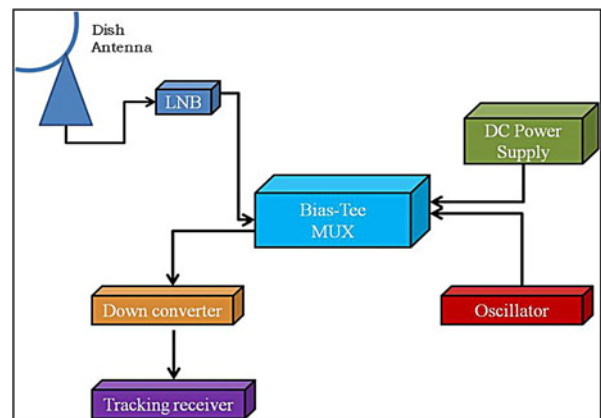 Dish
Antenna
LNB
DC Power
Supply
Bias-Tee
MUX
Down converter
Oscillator
Tracking receiver